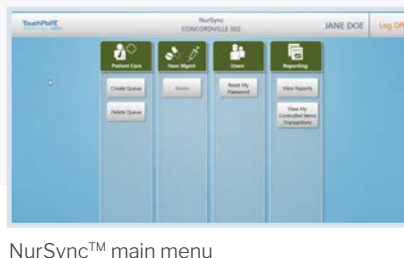 TouchPoint
NurSync
CONCORDVILLE 302
JANE DOE
Log Off
Patient Care
Item Mgmt
Users
Reporting
Create Queue
Waste
Reset My
Password
View Reports
Delete Queue
View My
Controlled Items
Transactions
NurSync™ main menu